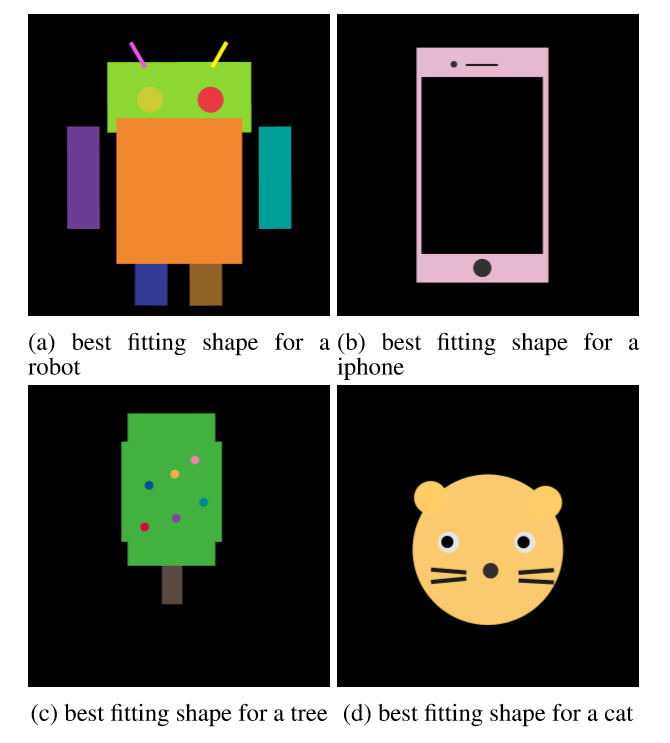 (a) best fitting shape for a
robot
(b) best fitting shape for a
iphone
(c) best fitting shape for a tree
(d) best fitting shape for a cat